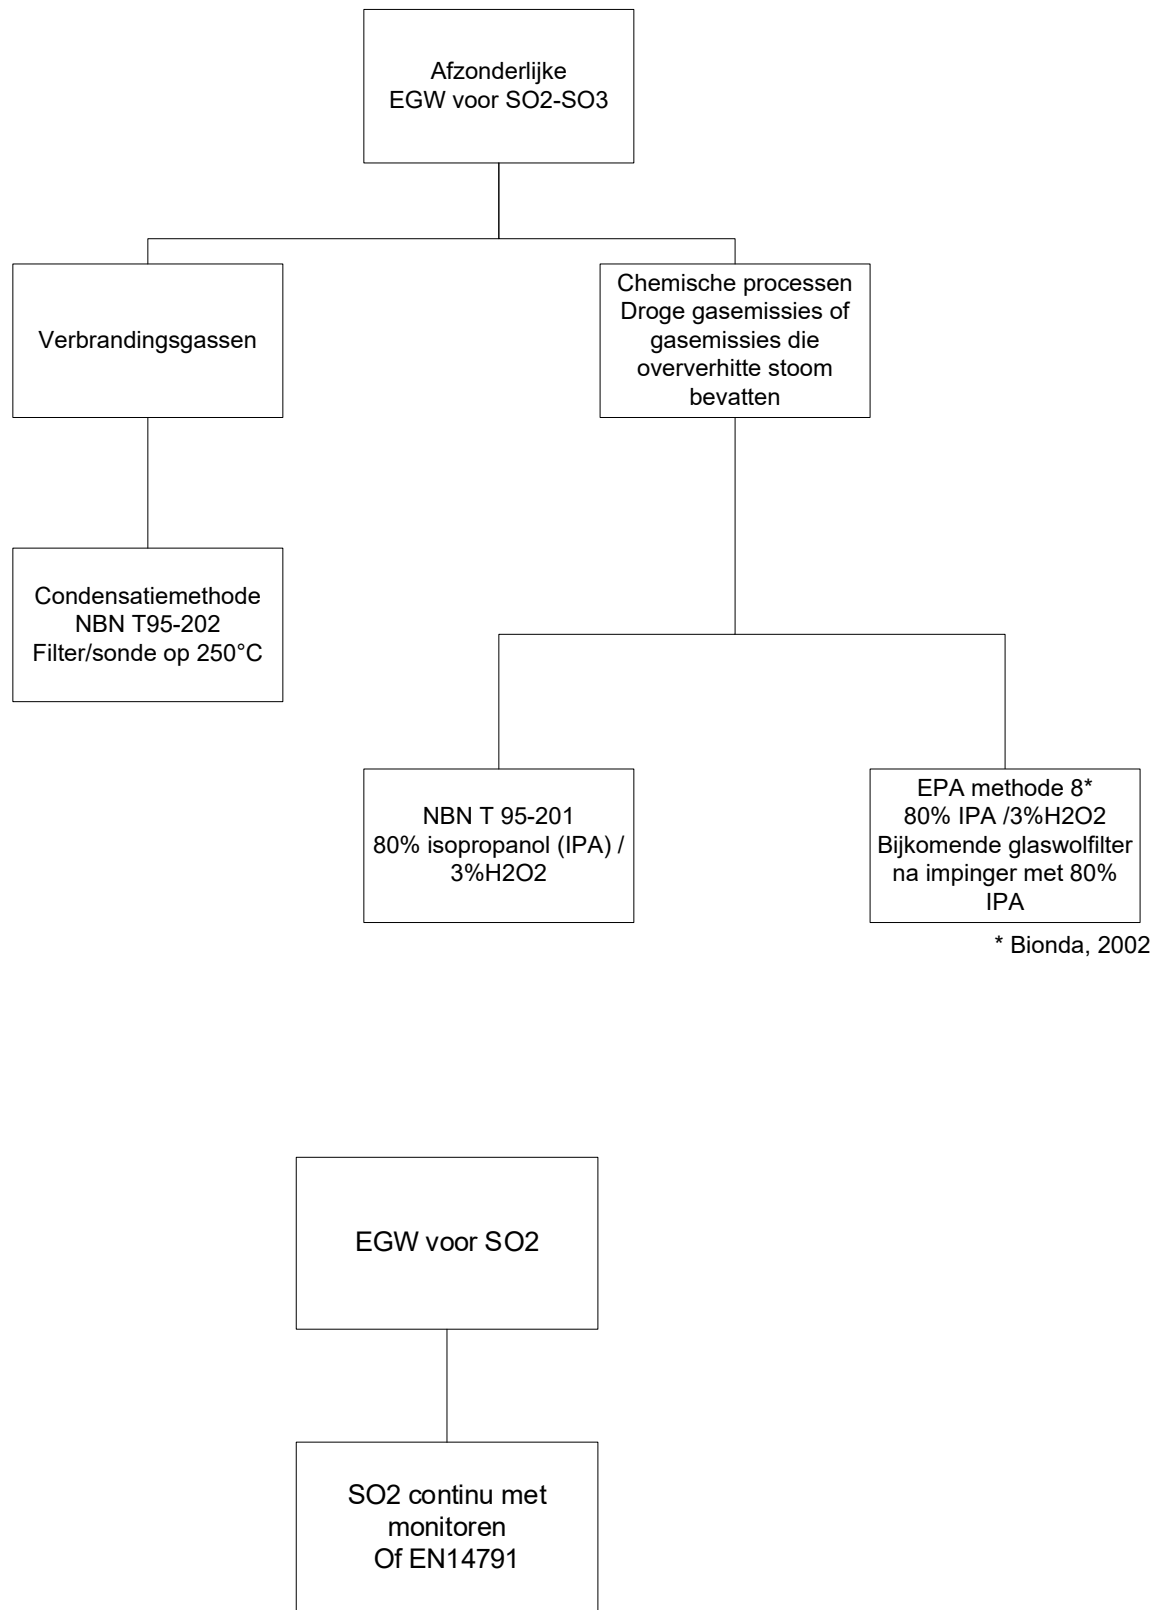 Afzonderlijke
EGW voor SO2-SO3
Verbrandingsgassen
Chemische processen
Droge gasemissies of
gasemissies die
oververhitte stoom
bevatten
Condensatiemethode
NBN T95-202
Filter/sonde op 250°C
NBN T 95-201
80% isopropanol (IPA) /
3%H2O2
EPA methode 8*
80% IPA /3%H2O2
Bijkomende glaswolfilter
na impinger met 80%
IPA
* Bionda, 2002
EGW voor SO2
SO2 continu met
monitoren
Of EN14791